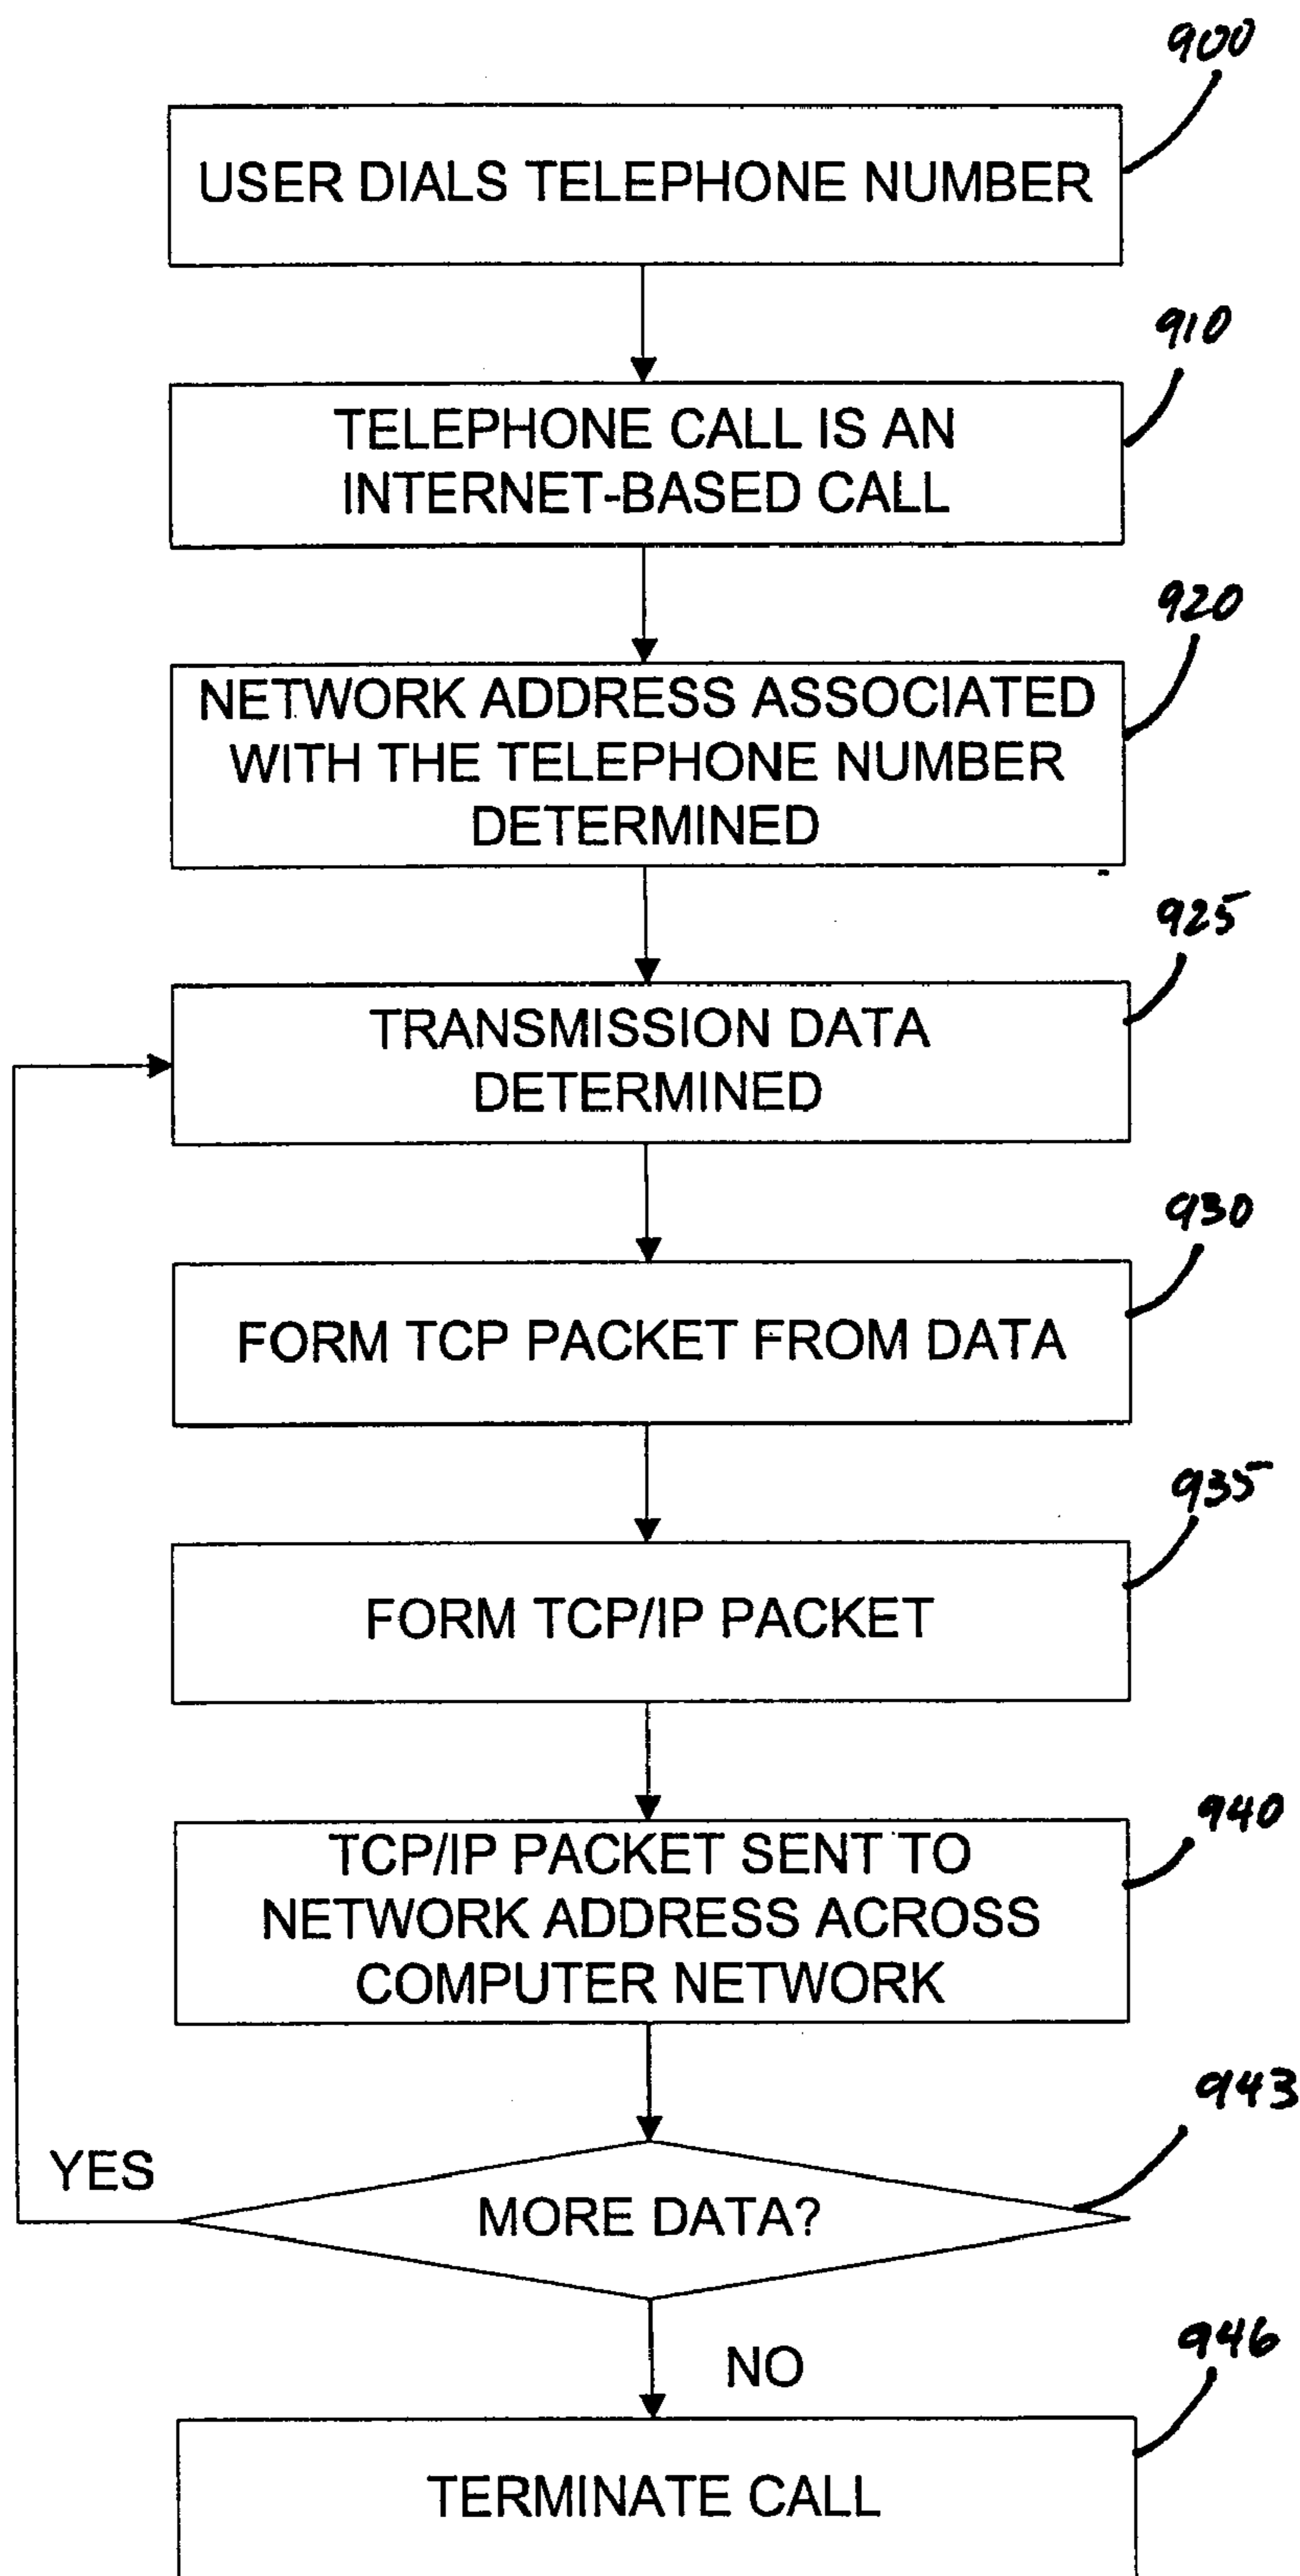 900
USER DIALS TELEPHONE NUMBER
910
TELEPHONE CALL IS AN
INTERNET-BASED CALL
920
NETWORK ADDRESS ASSOCIATED
WITH THE TELEPHONE NUMBER
DETERMINED
925
TRANSMISSION DATA
DETERMINED
930
FORM TCP PACKET FROM DATA
935
FORM TCP/IP PACKET
940
TCP/IP PACKET SENT TO
NETWORK ADDRESS ACROSS
COMPUTER NETWORK
943
YES
MORE DATA?
NO
946
TERMINATE CALL